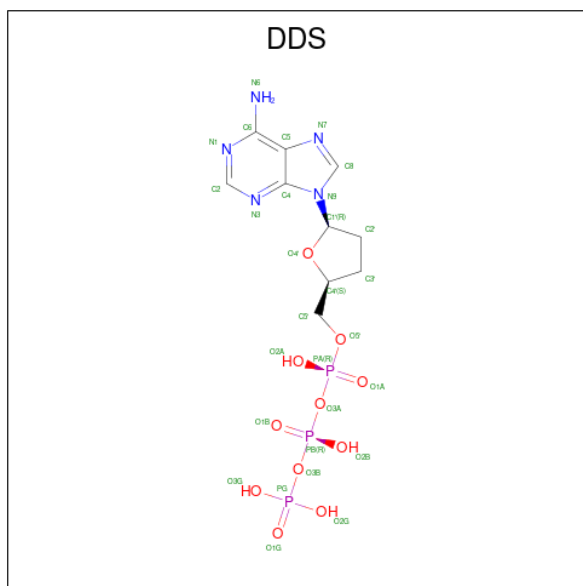 DDS
N6
NH2
C6
N1 N C5 N7 N
C2 C8
N N3 C4 N N9
C1'(R)
C2'
O4' O
C3'
C4'(S)
C5'
O O5'
O2A HO PA(R)
P
O O1A
O O3A
O1B O
P OH O2B
PB(R)
O O3B
O3G HO PG
P
OH O2G
O
O1G